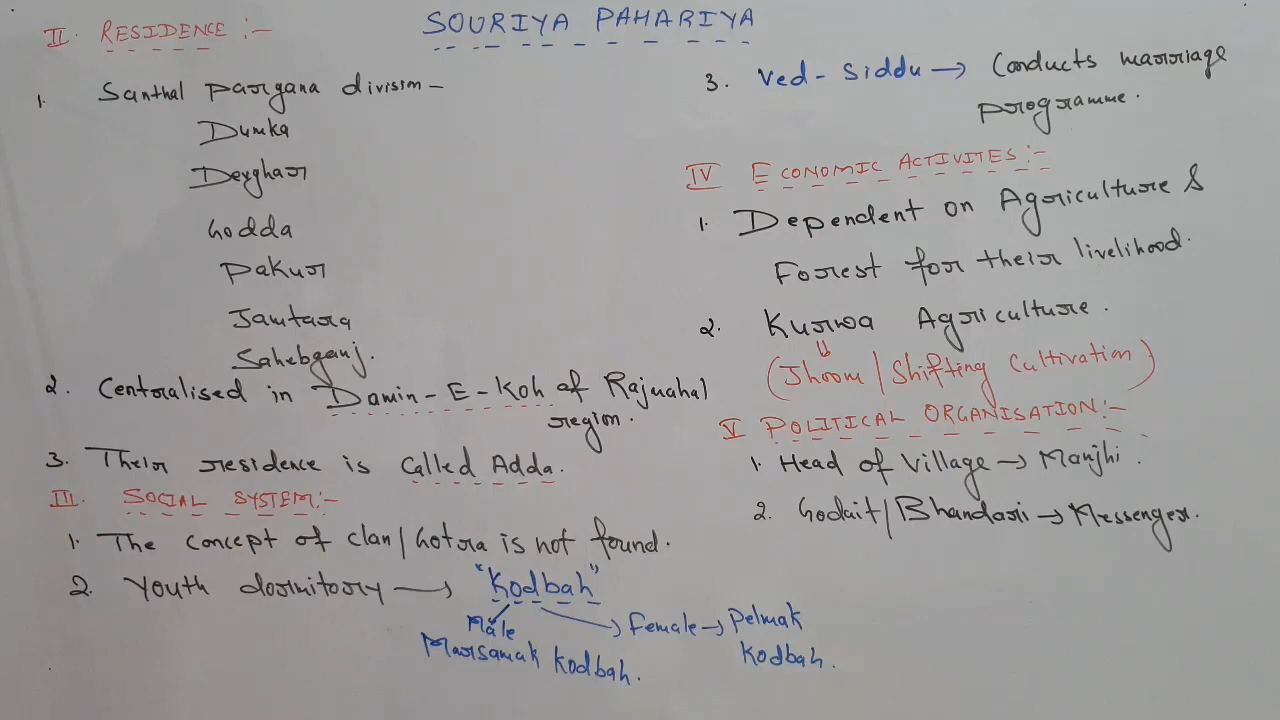 SOURIYA PAHARIYA
II RESIDENCE :-
1. Santhal pargana division -
Dumka
Deoghar
Godda
Pakur
Jamtara
Sahebganj.
2. Centralised in Damin-E-Koh of Rajmahal
region.
3. Their residence is called Adda.
III. SOCIAL SYSTEM:-
1. The concept of clan/Gotra is not found.
2. Youth dormitory → "Kodbah"
Male
Marsamak Kodbah.
→ Female → Pelmak
Kodbah.
3. Ved-Siddu → Conducts marriage
programme.
IV ECONOMIC ACTIVITES :-
1. Dependent on Agriculture &
Forest for their livelihood.
2. Kurwa Agriculture.
(Jhoom/Shifting Cultivation)
V POLITICAL ORGANISATION:-
1. Head of Village → Manjhi.
2. Godait/Bhandari → Messenger.